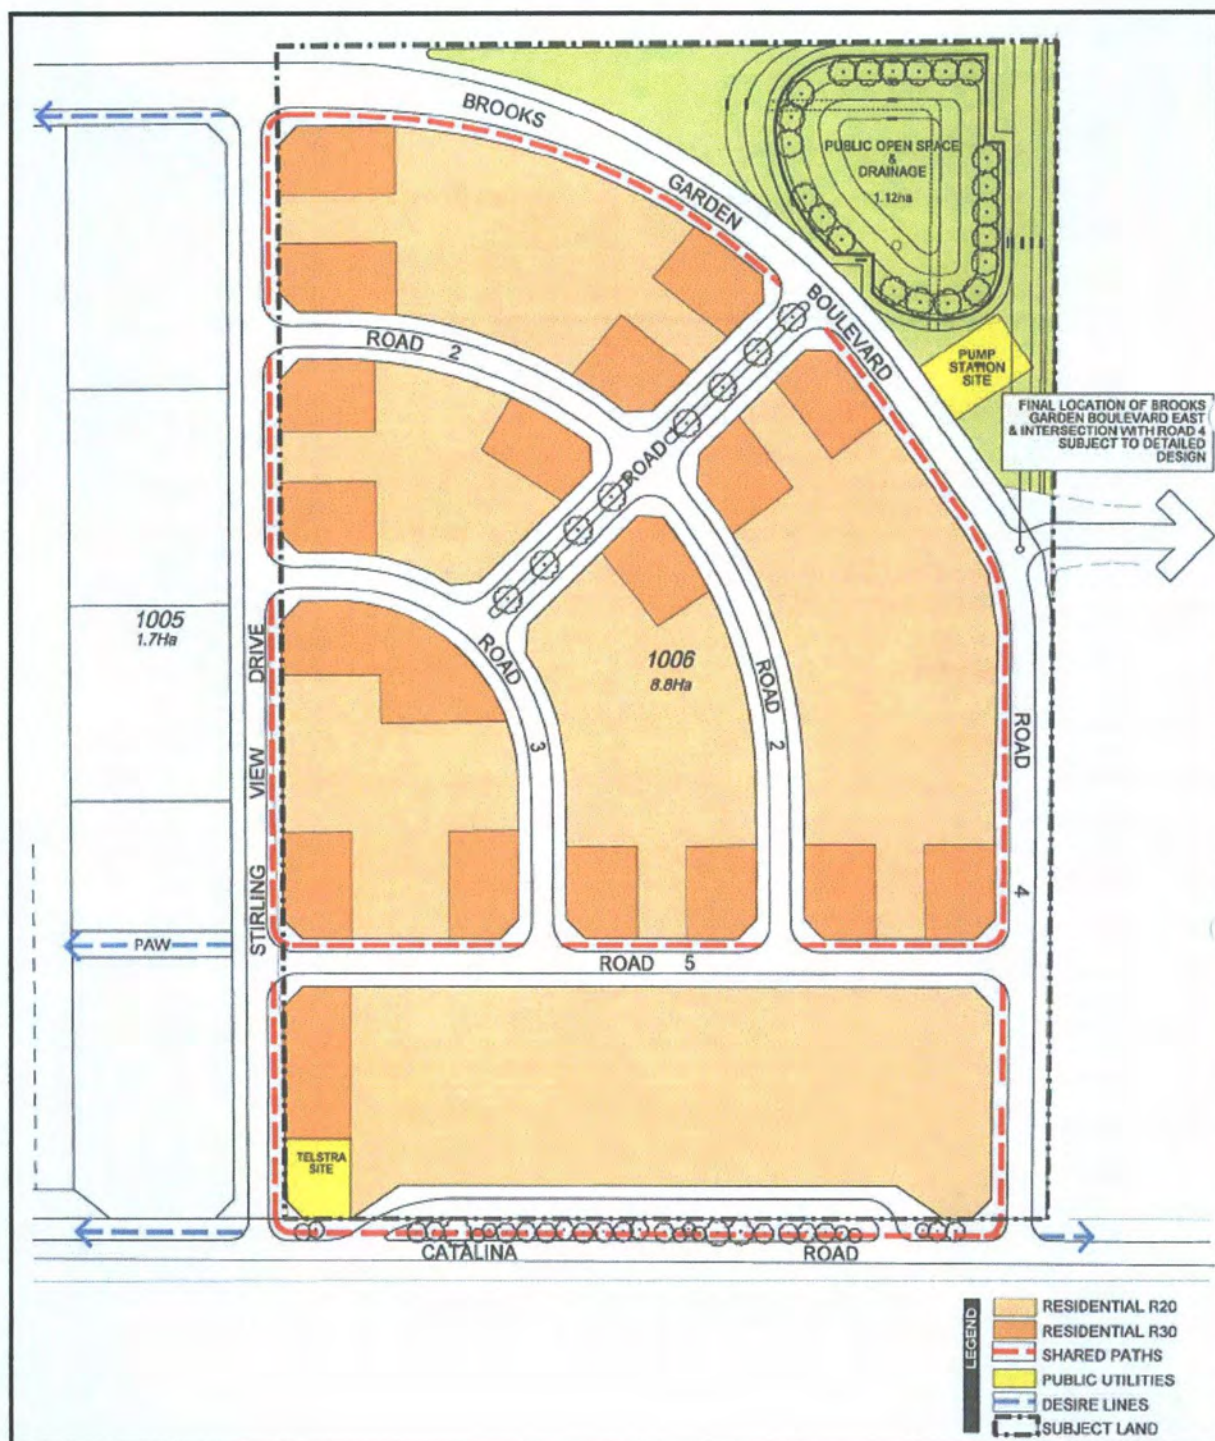 BROOKS
GARDEN
BOULEVARD
PUBLIC OPEN SPACE
&
DRAINAGE
1.12ha
PUMP
STATION
SITE
FINAL LOCATION OF BROOKS
GARDEN BOULEVARD EAST
& INTERSECTION WITH ROAD 4
SUBJECT TO DETAILED
DESIGN
ROAD 2
ROAD
1005
1.7Ha
1006
8.8Ha
ROAD 3
ROAD 2
ROAD 4
STIRLING VIEW DRIVE
PAW
ROAD 5
TELSTRA
SITE
CATALINA ROAD
LEGEND
RESIDENTIAL R20
RESIDENTIAL R30
SHARED PATHS
PUBLIC UTILITIES
DESIRE LINES
SUBJECT LAND